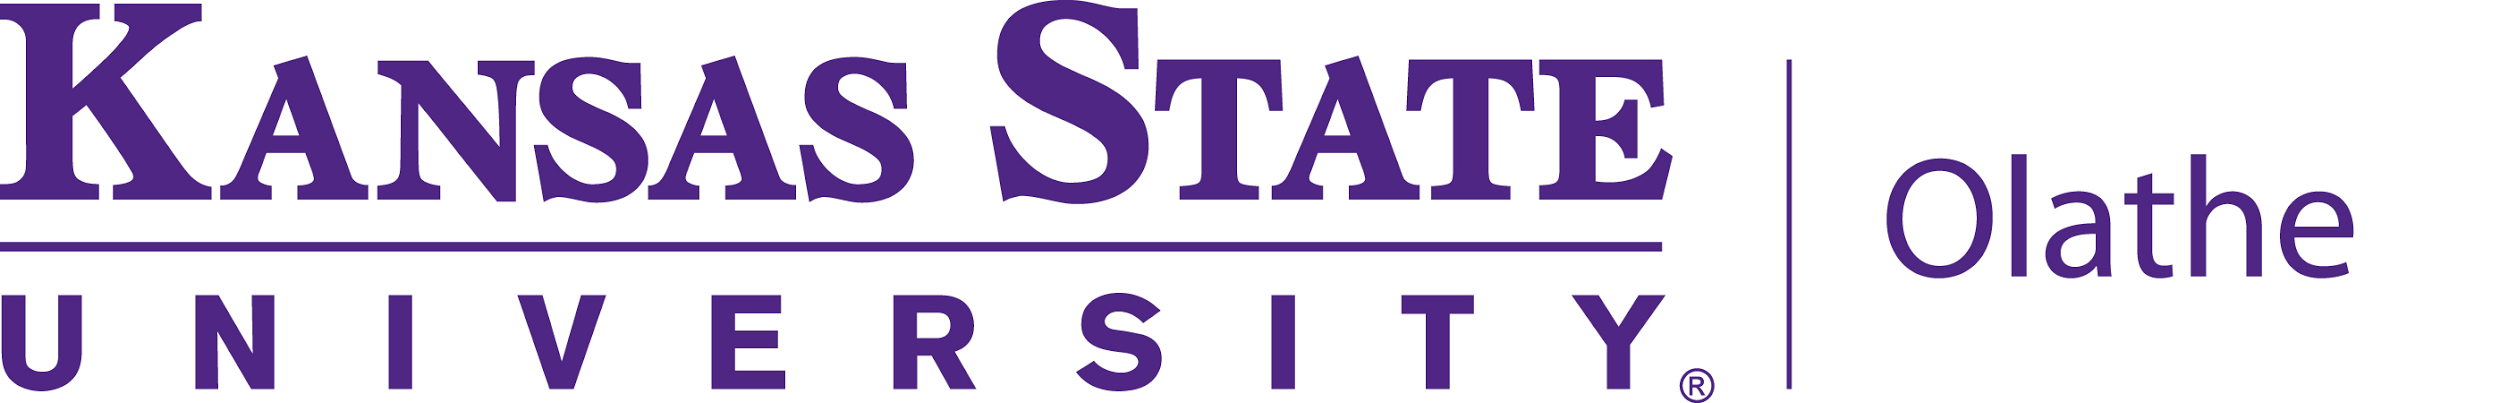 KANSAS STATE
UNIVERSITY®
Olathe